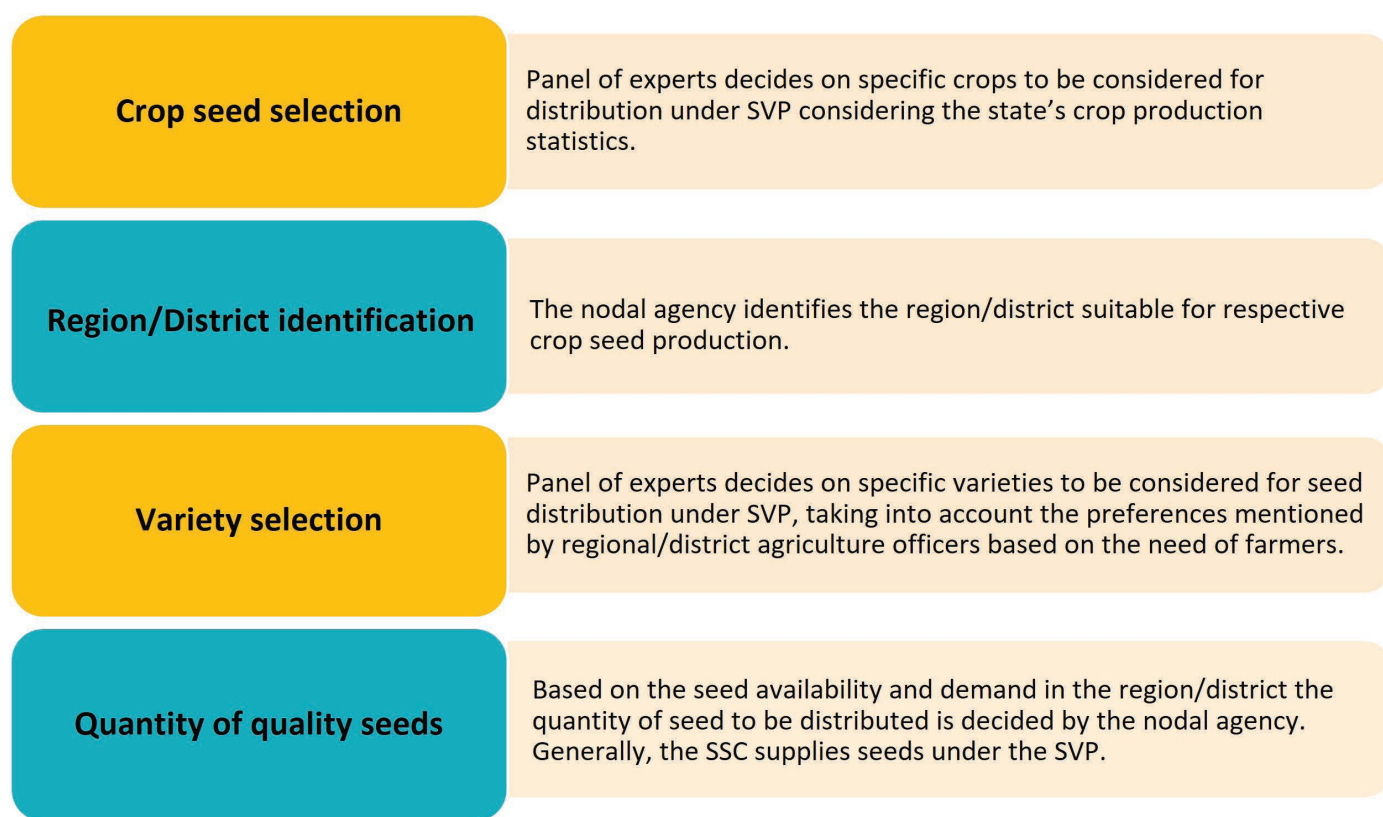 Crop seed selection
Panel of experts decides on specific crops to be considered for
distribution under SVP considering the state's crop production
statistics.
Region/District identification
The nodal agency identifies the region/district suitable for respective
crop seed production.
Variety selection
Panel of experts decides on specific varieties to be considered for seed
distribution under SVP, taking into account the preferences mentioned
by regional/district agriculture officers based on the need of farmers.
Quantity of quality seeds
Based on the seed availability and demand in the region/district the
quantity of seed to be distributed is decided by the nodal agency.
Generally, the SSC supplies seeds under the SVP.